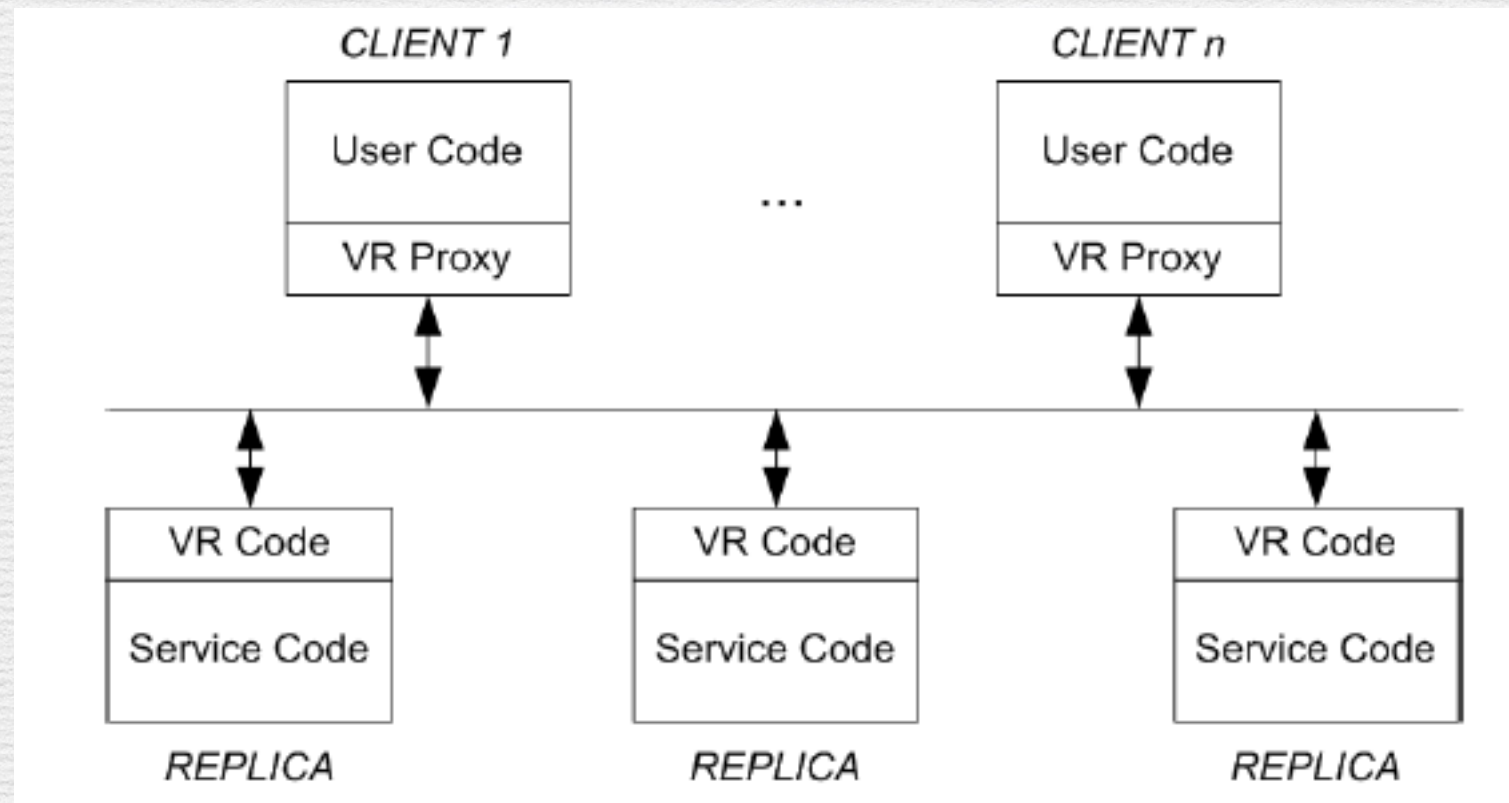 CLIENT 1
CLIENT n
User Code
User Code
...
VR Proxy
VR Proxy
VR Code
VR Code
VR Code
Service Code
Service Code
Service Code
REPLICA
REPLICA
REPLICA